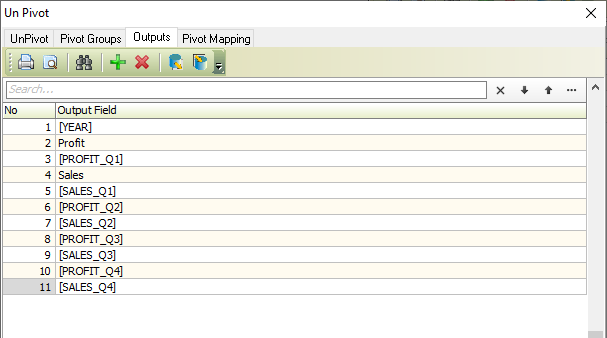 Un Pivot
UnPivot Pivot Groups Outputs Pivot Mapping
Search...
No Output Field
1 [YEAR]
2 Profit
3 [PROFIT_Q1]
4 Sales
5 [SALES_Q1]
6 [PROFIT_Q2]
7 [SALES_Q2]
8 [PROFIT_Q3]
9 [SALES_Q3]
10 [PROFIT_Q4]
11 [SALES_Q4]